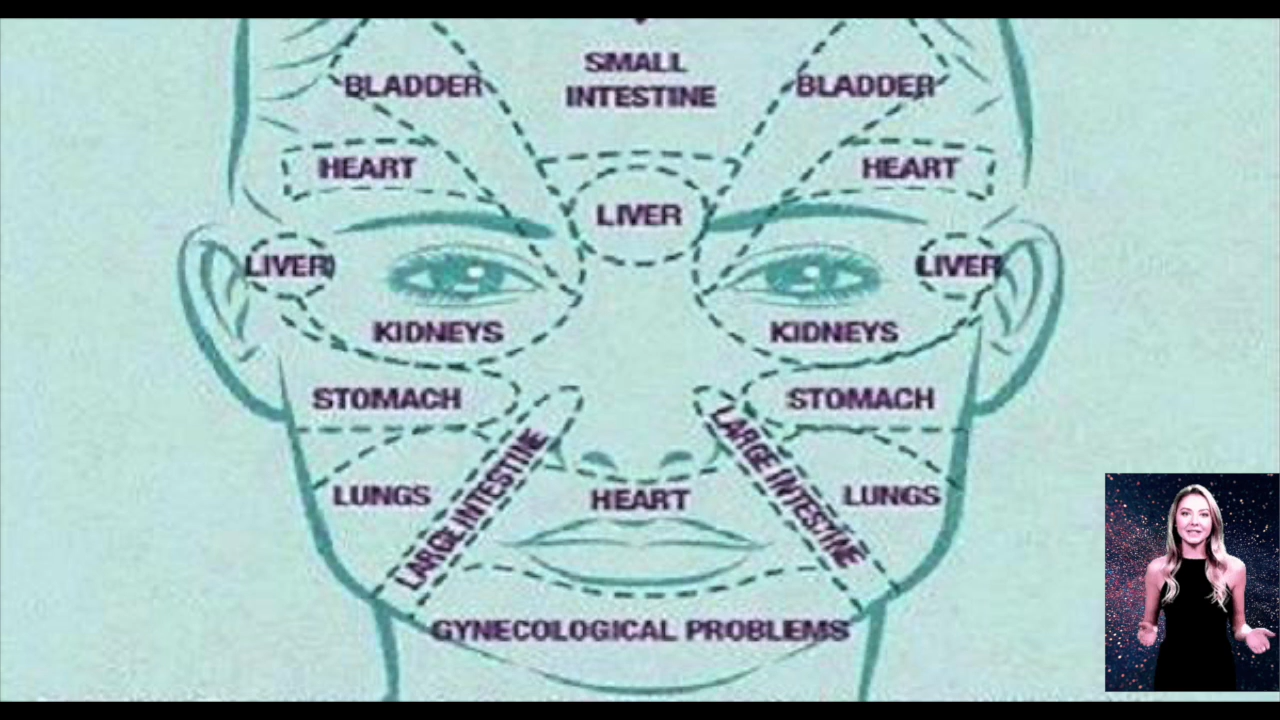 SMALL
INTESTINE
BLADDER
BLADDER
HEART
HEART
LIVER
LIVER
LIVER
KIDNEYS
KIDNEYS
STOMACH
STOMACH
LARGE INTESTINE
LARGE INTESTINE
LUNGS
HEART
LUNGS
GYNECOLOGICAL PROBLEMS